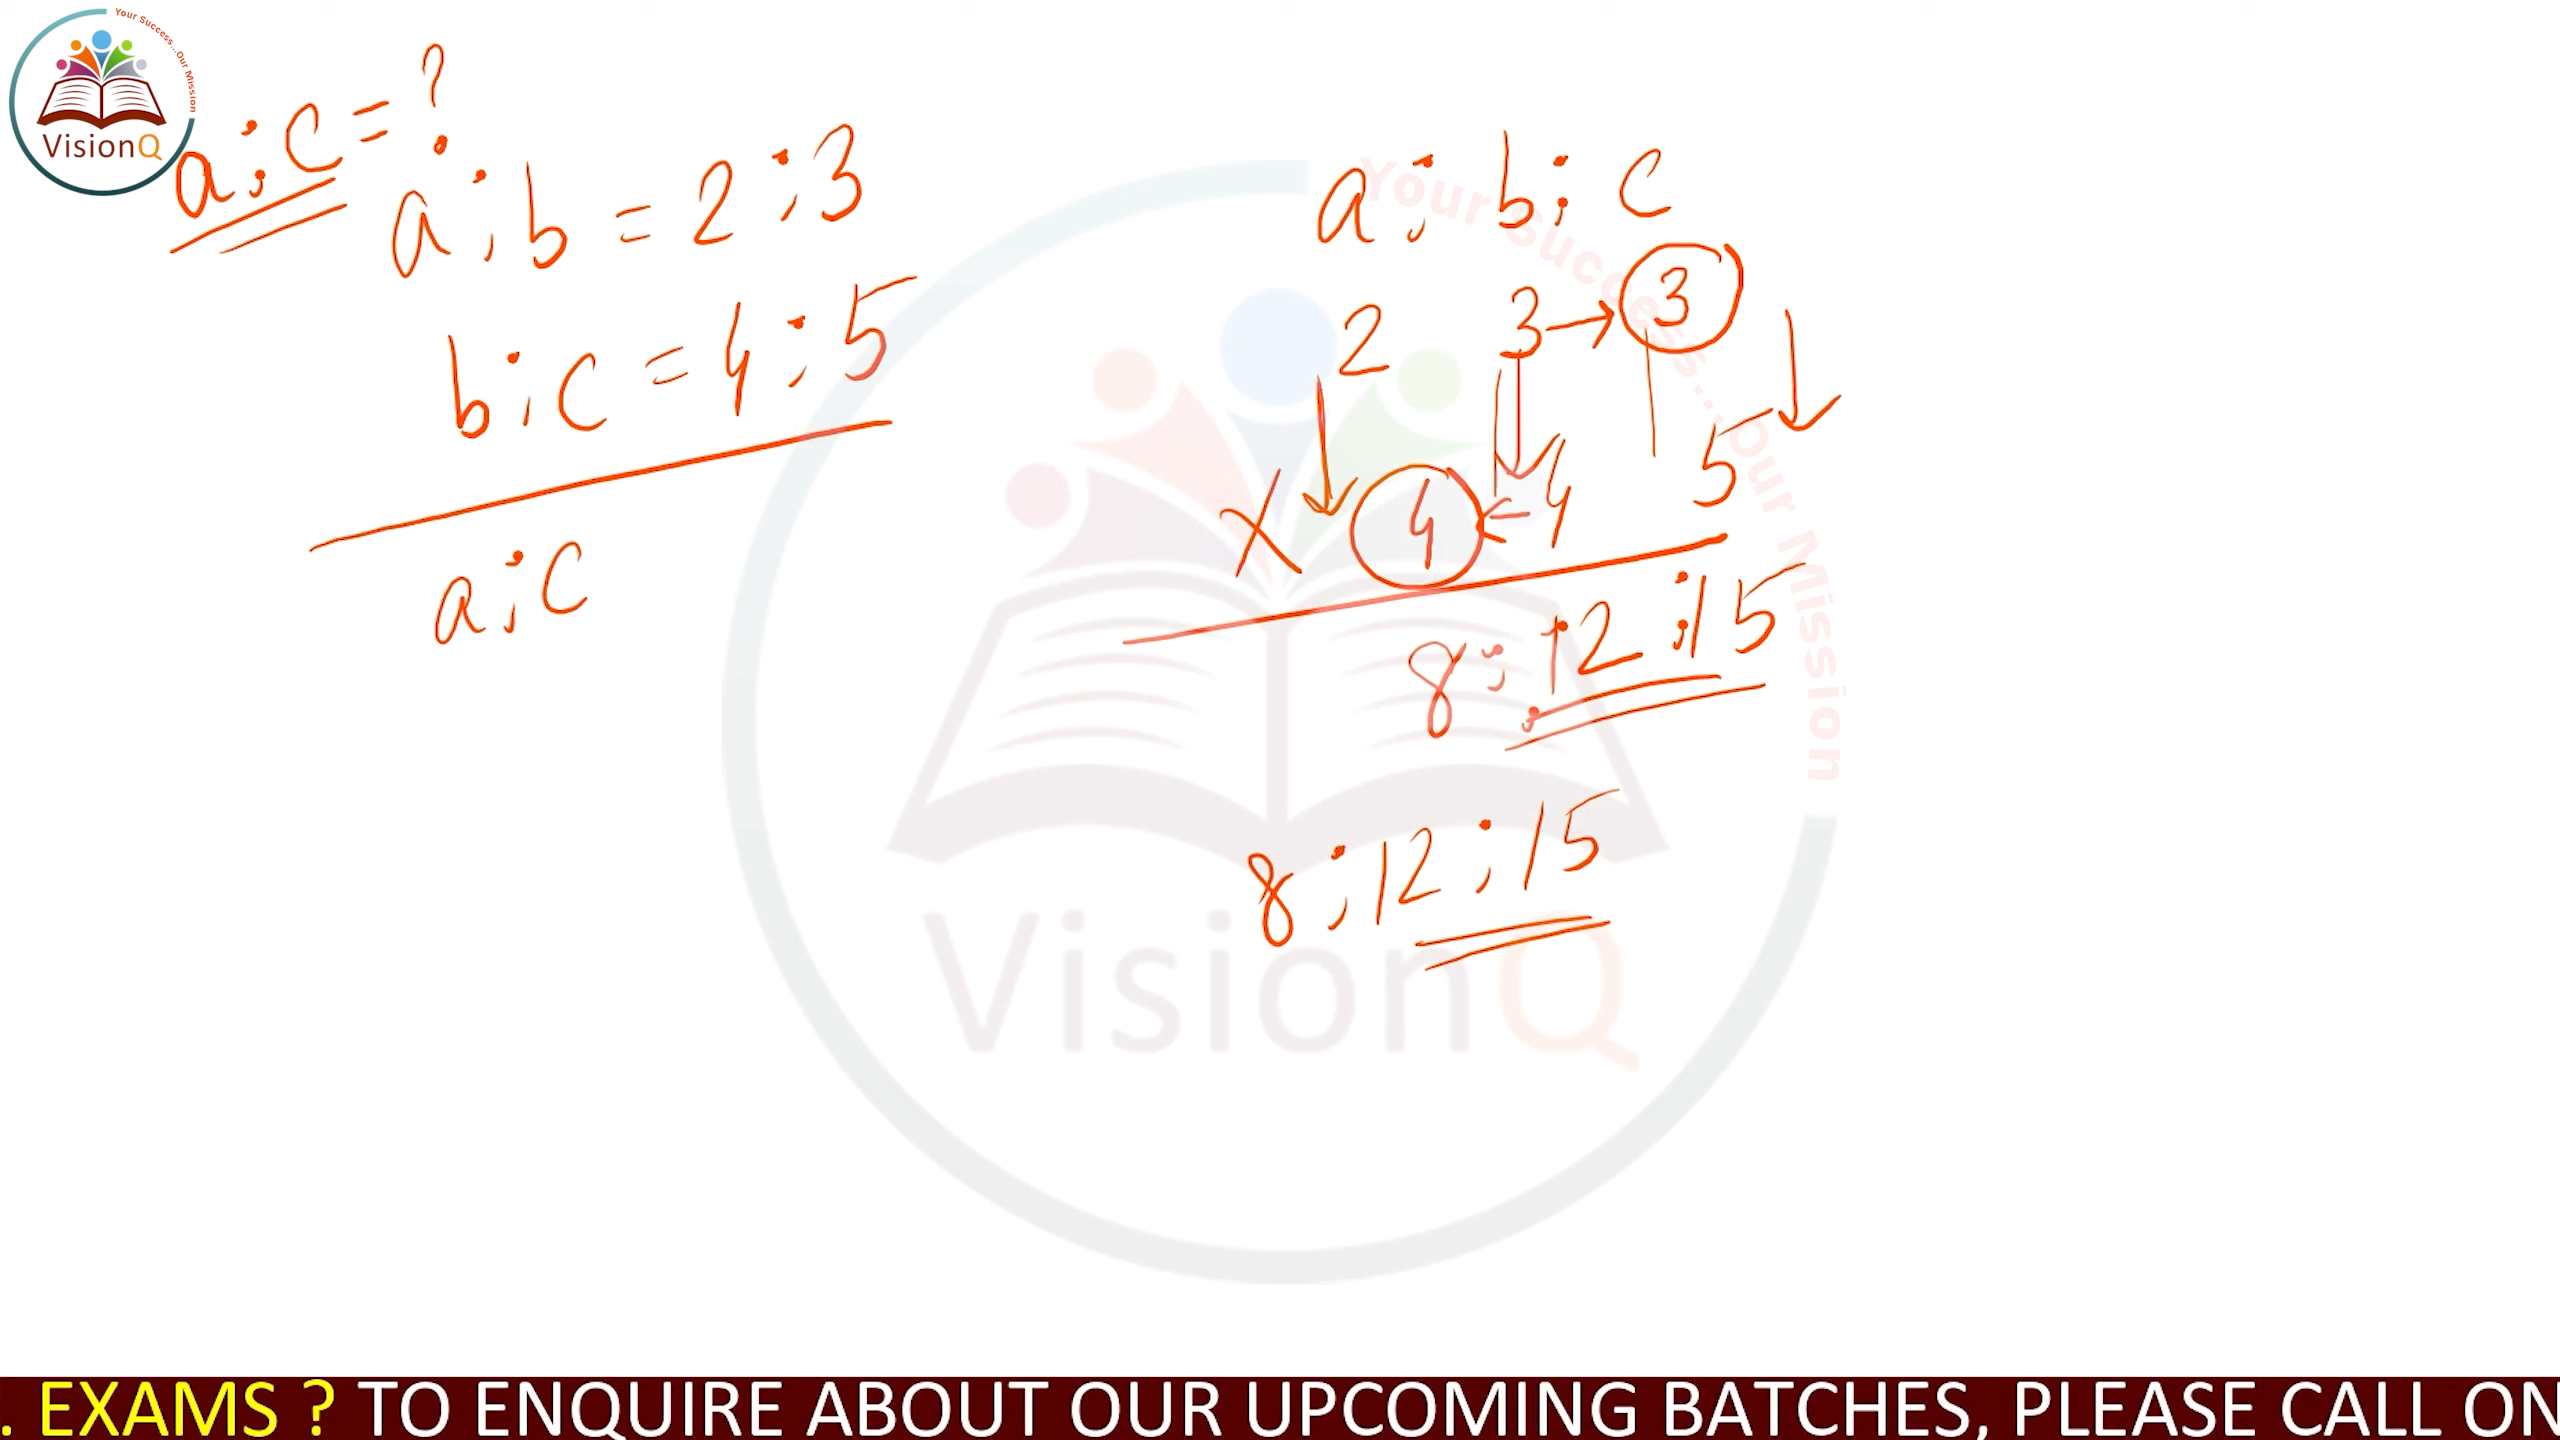 Your Success...Our Mission
VisionQ
a:c = ?
a:b = 2:3
b:c = 4:5
a:c
a:b:c
2 3 → 3
X 4 ← 4 5
8:12:15
8:12:15
Your Success...Our Mission
VisionQ
. EXAMS ? TO ENQUIRE ABOUT OUR UPCOMING BATCHES, PLEASE CALL ON